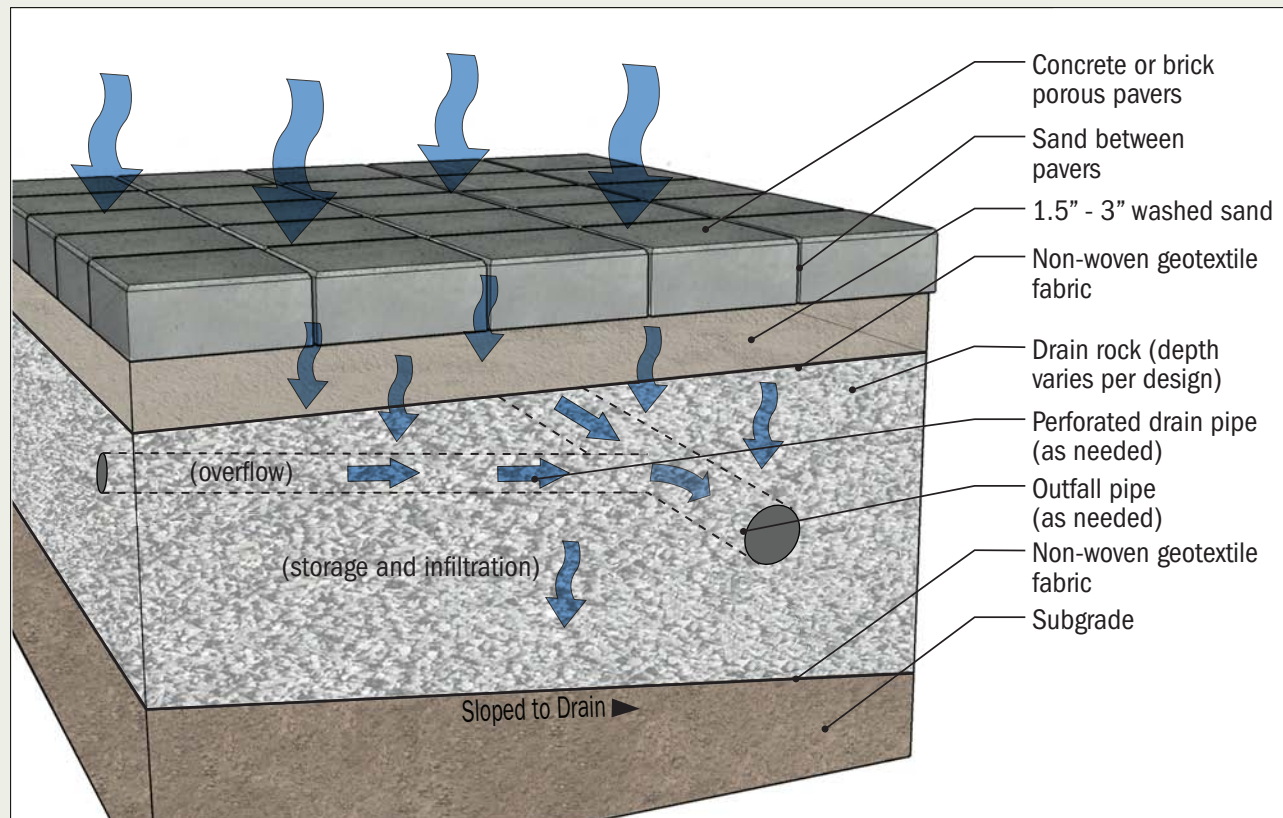 Concrete or brick
porous pavers
Sand between
pavers
1.5” - 3” washed sand
Non-woven geotextile
fabric
Drain rock (depth
varies per design)
Perforated drain pipe
(as needed)
Outfall pipe
(as needed)
Non-woven geotextile
fabric
Subgrade
(overflow)
(storage and infiltration)
Sloped to Drain ►